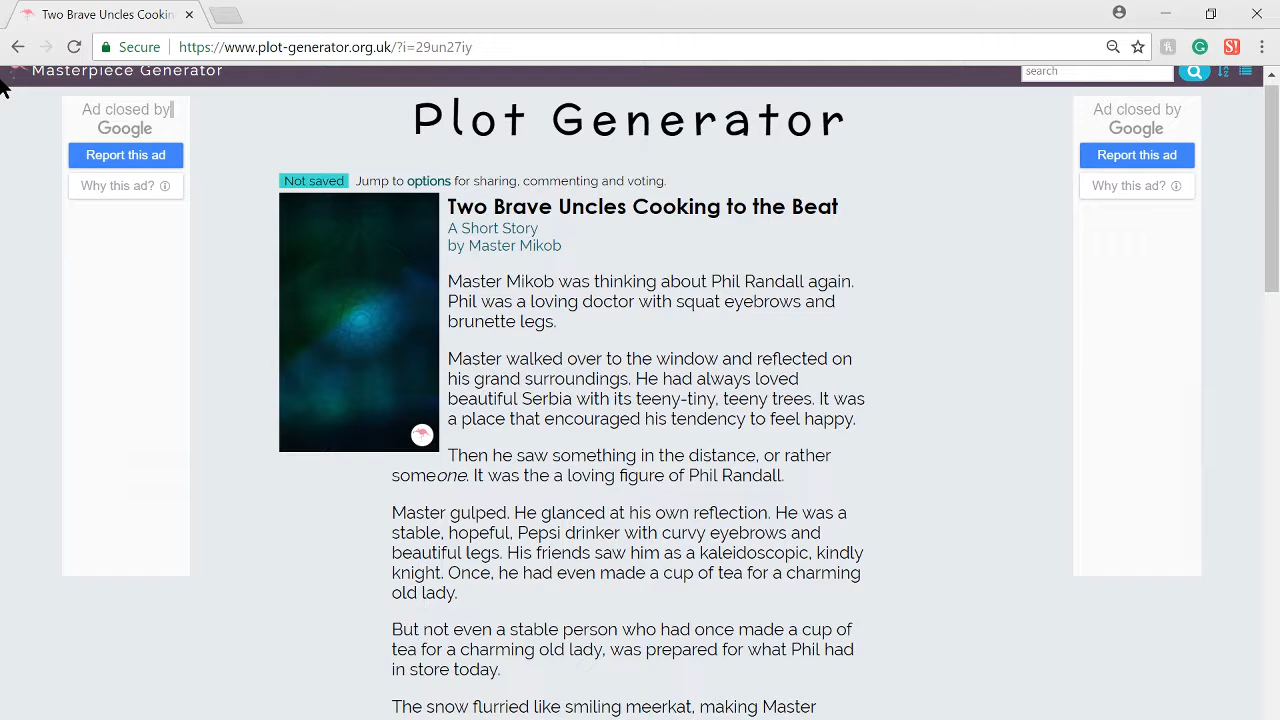 Two Brave Uncles Cookin
Secure https://www.plot-generator.org.uk/?i=29un27iy
S!
Masterpiece Generator
search
Ad closed by
Google
Report this ad
Why this ad?
Plot Generator
Not saved Jump to options for sharing, commenting and voting.
Two Brave Uncles Cooking to the Beat
A Short Story
by Master Mikob
Master Mikob was thinking about Phil Randall again.
Phil was a loving doctor with squat eyebrows and
brunette legs.
Master walked over to the window and reflected on
his grand surroundings. He had always loved
beautiful Serbia with its teeny-tiny, teeny trees. It was
a place that encouraged his tendency to feel happy.
Then he saw something in the distance, or rather
someone. It was the a loving figure of Phil Randall.
Master gulped. He glanced at his own reflection. He was a
stable, hopeful, Pepsi drinker with curvy eyebrows and
beautiful legs. His friends saw him as a kaleidoscopic, kindly
knight. Once, he had even made a cup of tea for a charming
old lady.
But not even a stable person who had once made a cup of
tea for a charming old lady, was prepared for what Phil had
in store today.
The snow flurried like smiling meerkat, making Master
Ad closed by
Google
Report this ad
Why this ad?